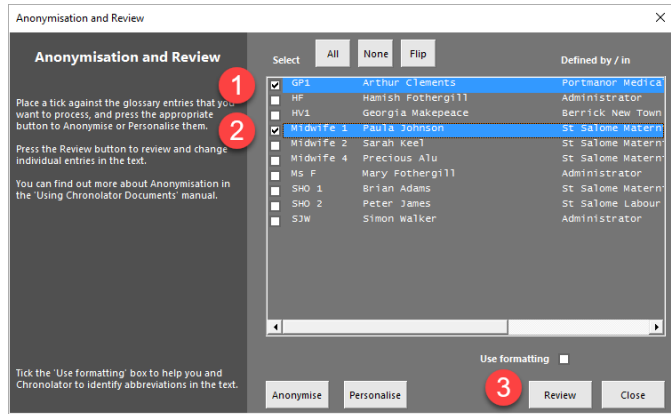 Anonymisation and Review
Anonymisation and Review
Select All None Flip Defined by / in
1
Place a tick against the glossary entries that you
want to process, and press the appropriate
button to Anonymise or Personalise them.
2
Press the Review button to review and change
individual entries in the text.
You can find out more about Anonymisation in
the 'Using Chronolator Documents' manual.
GP1 Arthur Clements Portmanor Medica
HF Hamish Fothergill Administrator
HV1 Georgia Makepeace Berrick New Town
Midwife 1 Paula Johnson St Salome Matern
Midwife 2 Sarah Keel St Salome Matern
Midwife 4 Precious Alu St Salome Matern
Ms F Mary Fothergill Administrator
SHO 1 Brian Adams St Salome Matern
SHO 2 Peter James St Salome Labour
SJW Simon Walker Administrator
Use formatting
Tick the 'Use formatting' box to help you and
Chronolator to identify abbreviations in the text.
3
Anonymise Personalise Review Close